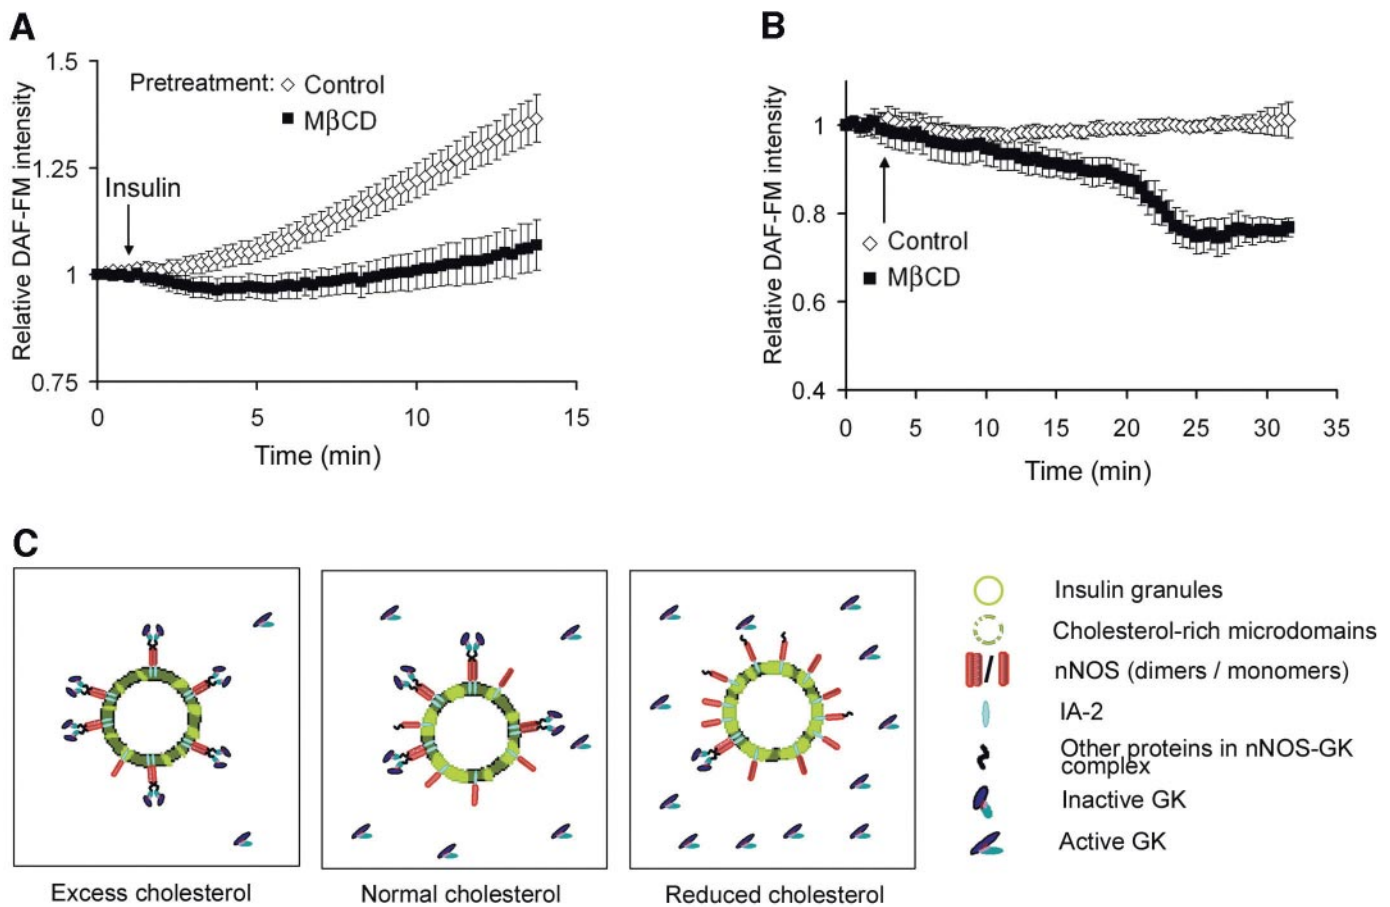 A
Relative DAF-FM intensity
1.5
1.25
1
0.75
Pretreatment:
Control
MβCD
Insulin
0
5
10
15
Time (min)
B
Relative DAF-FM intensity
1
0.8
0.6
0.4
Control
MβCD
0
5
10
15
20
25
30
35
Time (min)
C
Excess cholesterol
Normal cholesterol
Reduced cholesterol
Insulin granules
Cholesterol-rich microdomains
nNOS (dimers / monomers)
IA-2
Other proteins in nNOS-GK
complex
Inactive GK
Active GK